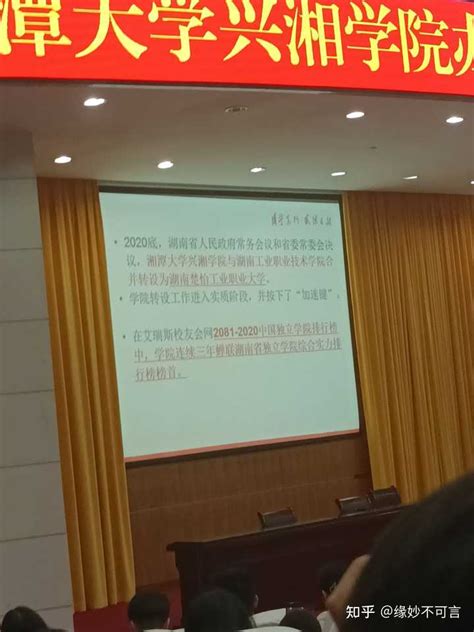 潭大学兴湘学院办
• 2020底，湖南省人民政府常务会议和省委常委会决
议，湘潭大学兴湘学院与湖南工业职业技术学院合
并转设为湖南楚怡工业职业大学。
• 学院转设工作进入实质阶段，并按下了“加速键”，
• 在艾瑞斯校友会网2081-2020中国独立学院排行榜
中，学院连续三年蝉联湖南省独立学院综合实力排
行榜榜首。
知乎 @缘妙不可言